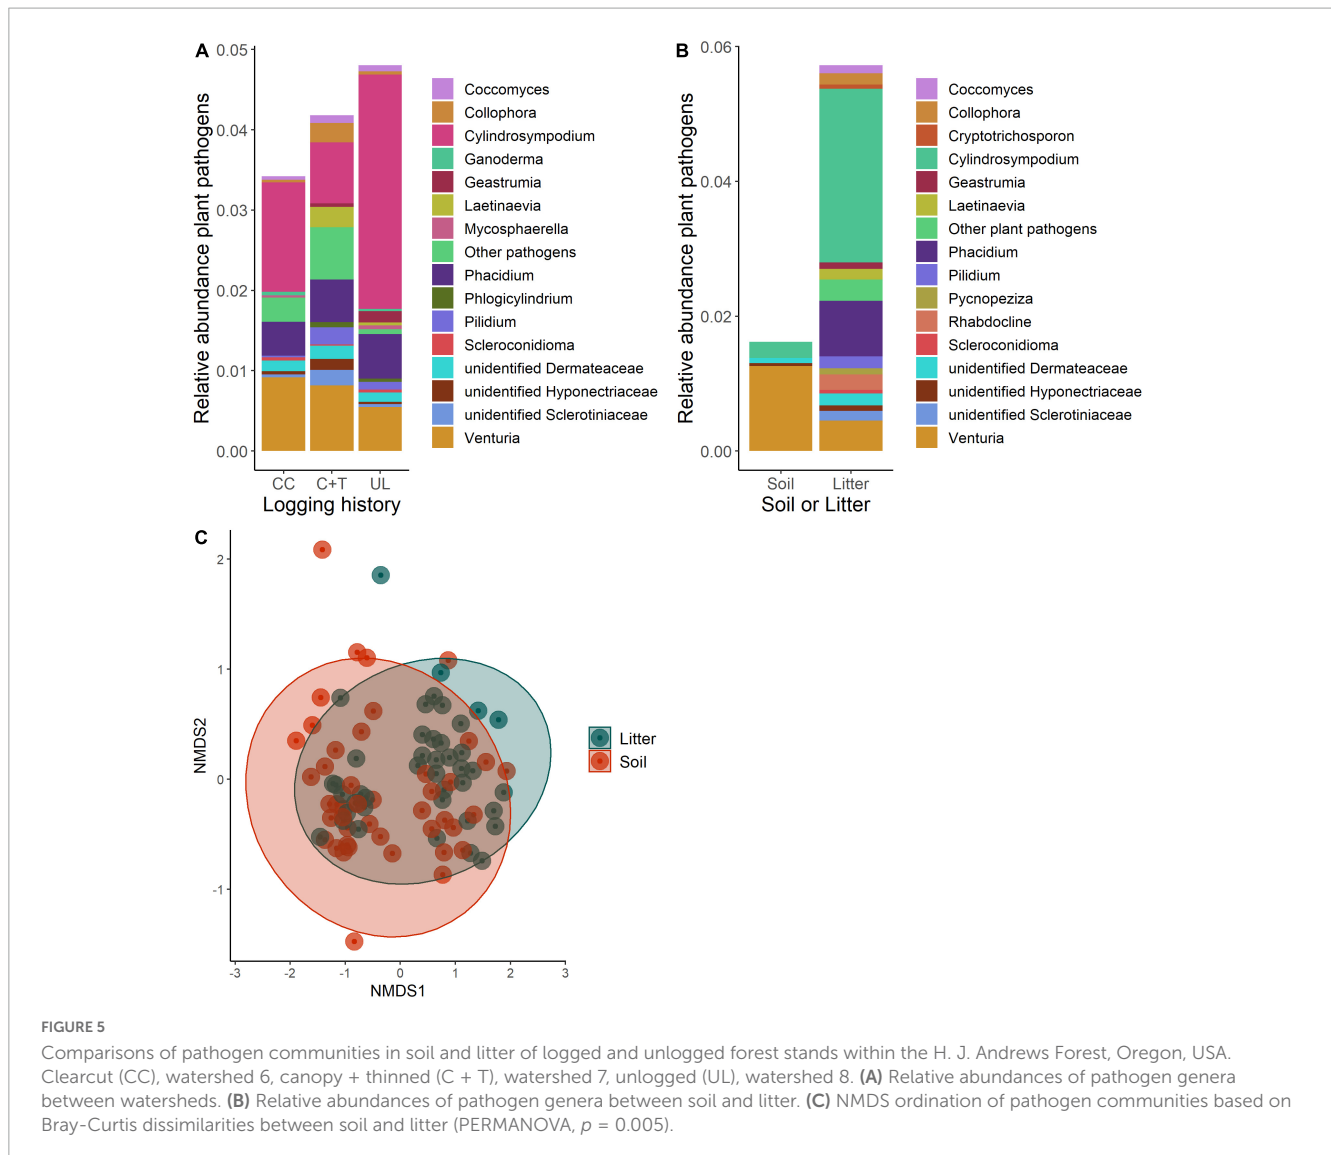 A
0.05
0.04
0.03
0.02
0.01
0.00
Relative abundance plant pathogens
CC
C+T
UL
Logging history
Coccomyces
Collophora
Cylindrosympodium
Ganoderma
Geastrumia
Laetinaevia
Mycosphaerella
Other pathogens
Phacidium
Phlogicylindrium
Pilidium
Scleroconidioma
unidentified Dermateaceae
unidentified Hyponectriaceae
unidentified Sclerotiniaceae
Venturia
B
0.06
0.04
0.02
0.00
Relative abundance plant pathogens
Soil
Litter
Soil or Litter
Coccomyces
Collophora
Cryptotrichosporon
Cylindrosympodium
Geastrumia
Laetinaevia
Other plant pathogens
Phacidium
Pilidium
Pycnopeziza
Rhabdocline
Scleroconidioma
unidentified Dermateaceae
unidentified Hyponectriaceae
unidentified Sclerotiniaceae
Venturia
C
2
1
0
-1
NMDS2
-3
-2
-1
0
1
2
3
NMDS1
Litter
Soil
FIGURE 5
Comparisons of pathogen communities in soil and litter of logged and unlogged forest stands within the H. J. Andrews Forest, Oregon, USA.
Clearcut (CC), watershed 6, canopy + thinned (C + T), watershed 7, unlogged (UL), watershed 8. (A) Relative abundances of pathogen genera
between watersheds. (B) Relative abundances of pathogen genera between soil and litter. (C) NMDS ordination of pathogen communities based on
Bray-Curtis dissimilarities between soil and litter (PERMANOVA, p = 0.005).